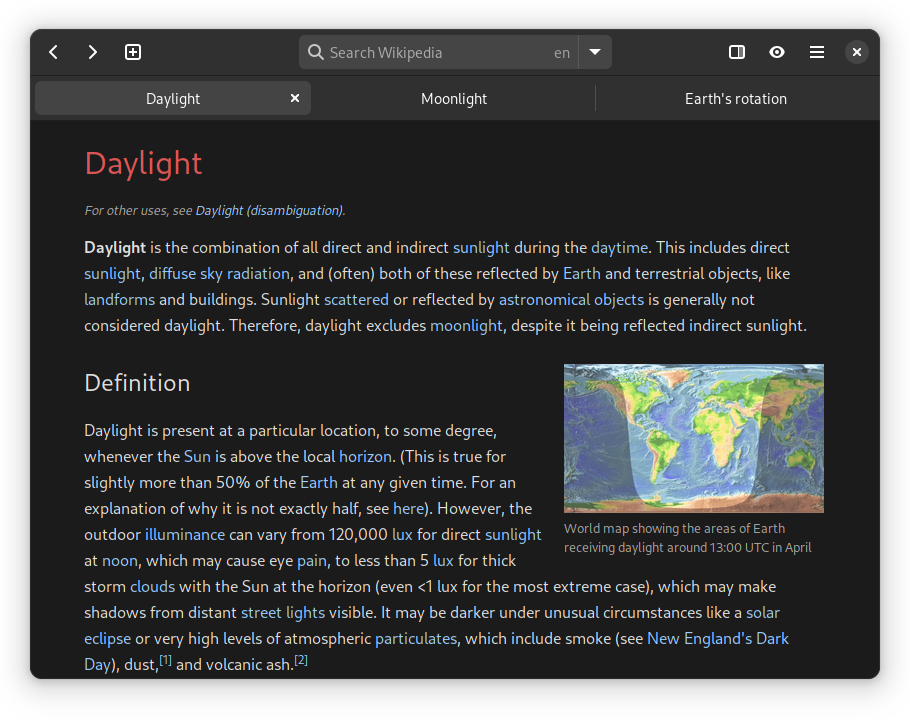 Search Wikipedia en
Daylight Moonlight Earth's rotation
Daylight
For other uses, see Daylight (disambiguation).
Daylight is the combination of all direct and indirect sunlight during the daytime. This includes direct
sunlight, diffuse sky radiation, and (often) both of these reflected by Earth and terrestrial objects, like
landforms and buildings. Sunlight scattered or reflected by astronomical objects is generally not
considered daylight. Therefore, daylight excludes moonlight, despite it being reflected indirect sunlight.
Definition
Daylight is present at a particular location, to some degree,
whenever the Sun is above the local horizon. (This is true for
slightly more than 50% of the Earth at any given time. For an
explanation of why it is not exactly half, see here). However, the
outdoor illuminance can vary from 120,000 lux for direct sunlight
at noon, which may cause eye pain, to less than 5 lux for thick
storm clouds with the Sun at the horizon (even <1 lux for the most extreme case), which may make
shadows from distant street lights visible. It may be darker under unusual circumstances like a solar
eclipse or very high levels of atmospheric particulates, which include smoke (see New England's Dark
Day), dust,[1] and volcanic ash.[2]
World map showing the areas of Earth
receiving daylight around 13:00 UTC in April